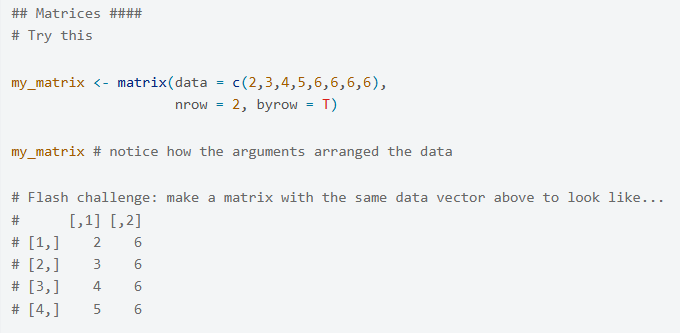 ## Matrices ####
# Try this
my_matrix <- matrix(data = c(2,3,4,5,6,6,6,6),
nrow = 2, byrow = T)
my_matrix # notice how the arguments arranged the data
# Flash challenge: make a matrix with the same data vector above to look like...
#      [,1] [,2]
# [1,]    2    6
# [2,]    3    6
# [3,]    4    6
# [4,]    5    6